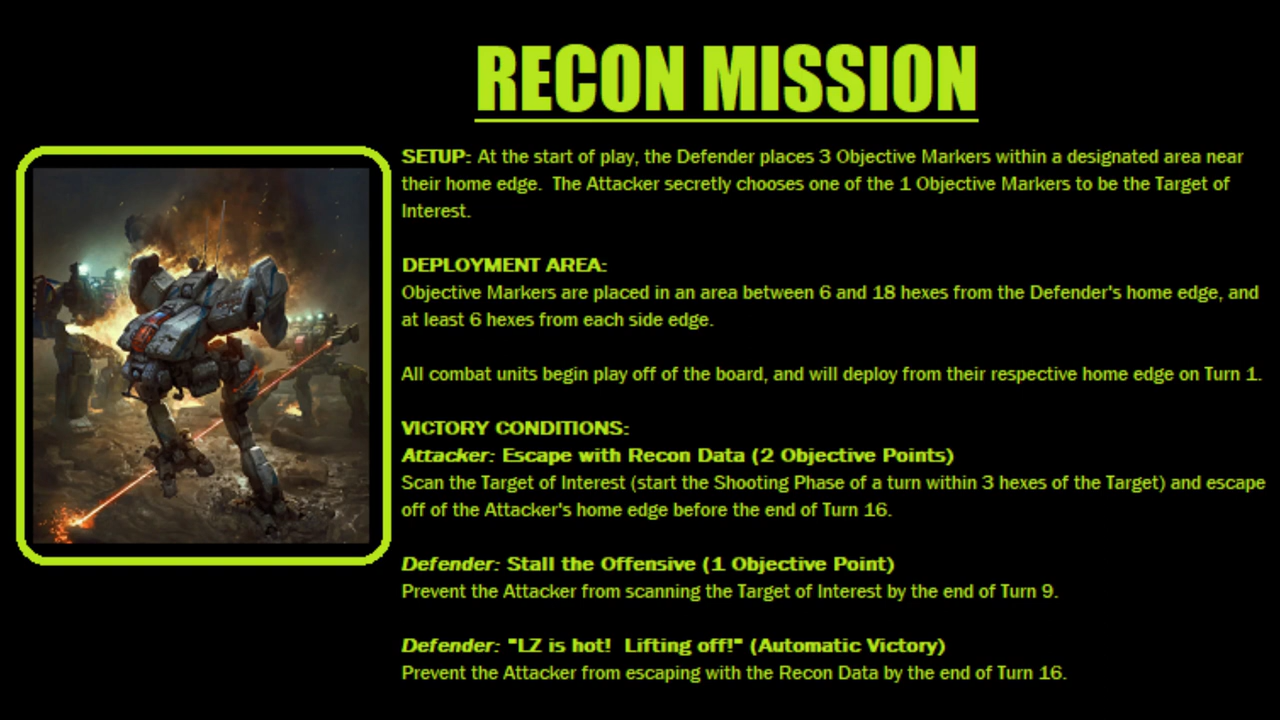 RECON MISSION
SETUP: At the start of play, the Defender places 3 Objective Markers within a designated area near
their home edge.  The Attacker secretly chooses one of the 1 Objective Markers to be the Target of
Interest.
DEPLOYMENT AREA:
Objective Markers are placed in an area between 6 and 18 hexes from the Defender's home edge, and
at least 6 hexes from each side edge.
All combat units begin play off of the board, and will deploy from their respective home edge on Turn 1.
VICTORY CONDITIONS:
Attacker: Escape with Recon Data (2 Objective Points)
Scan the Target of Interest (start the Shooting Phase of a turn within 3 hexes of the Target) and escape
off of the Attacker's home edge before the end of Turn 16.
Defender: Stall the Offensive (1 Objective Point)
Prevent the Attacker from scanning the Target of Interest by the end of Turn 9.
Defender: "LZ is hot!  Lifting off!" (Automatic Victory)
Prevent the Attacker from escaping with the Recon Data by the end of Turn 16.